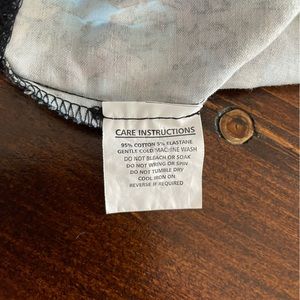 CARE INSTRUCTIONS
95% COTTON 5% ELASTANE
GENTLE COLD MACHINE WASH
DO NOT BLEACH OR SOAK
DO NOT WRING OR SPIN
DO NOT TUMBLE DRY
COOL IRON ON
REVERSE IF REQUIRED